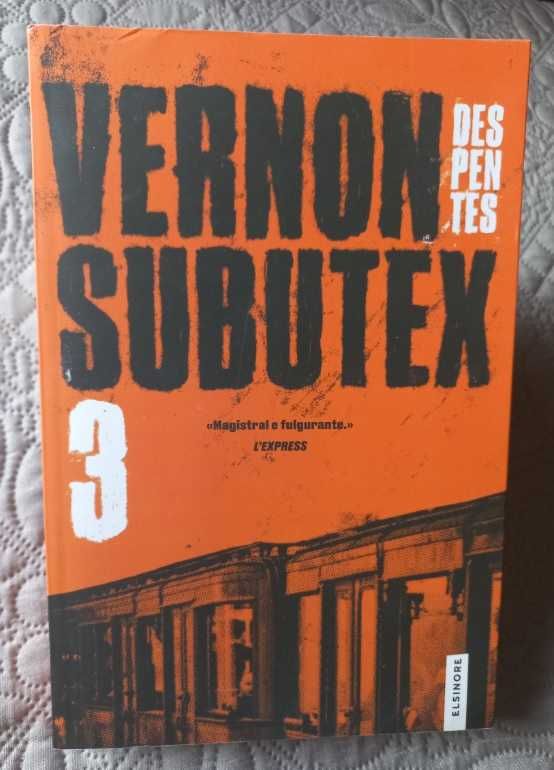 VERNON
DES
PEN
TES
SUBUTEX
3
«Magistral e fulgurante.»
L'EXPRESS
ELSINORE